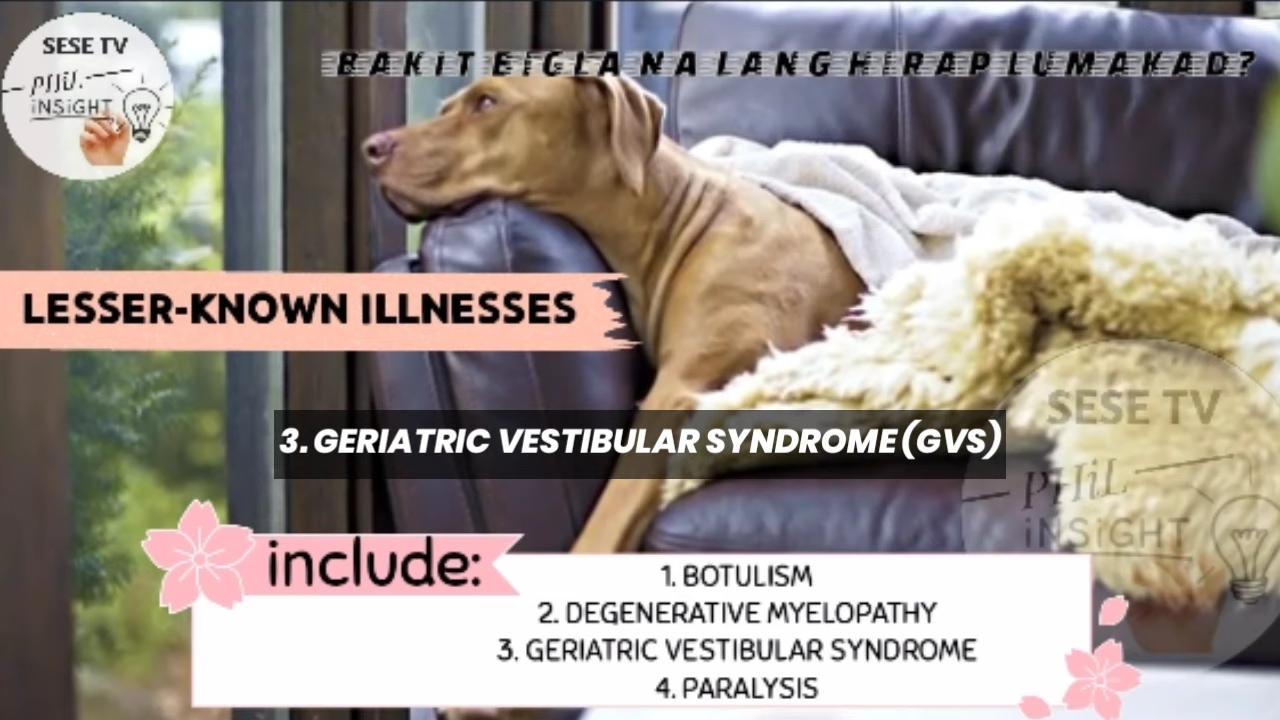 SESE TV
PHiL
iNSiGHT
BAKIT BIGLA NA LANG HIRAP LUMAKAD?
LESSER-KNOWN ILLNESSES
3. GERIATRIC VESTIBULAR SYNDROME (GVS)
SESE TV
PHiL
iNSiGHT
include:
1. BOTULISM
2. DEGENERATIVE MYELOPATHY
3. GERIATRIC VESTIBULAR SYNDROME
4. PARALYSIS